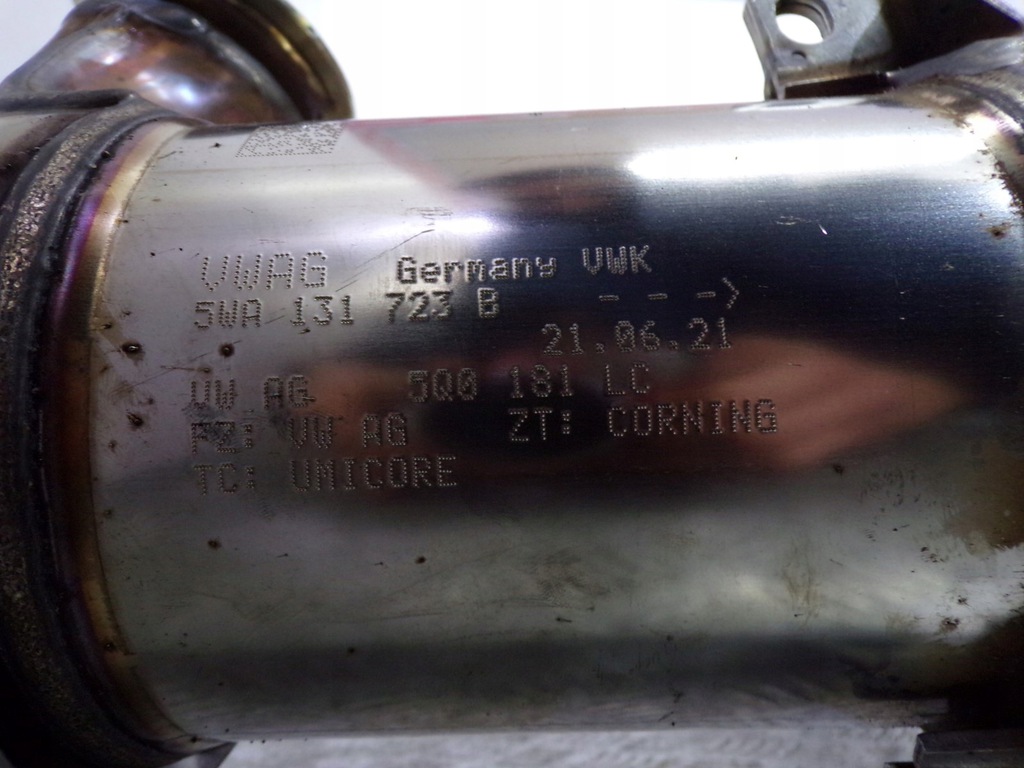 VWAG Germany VWK
5WA 131 723 B - - ->
21.06.21
VW AG 5Q0 181 LC
PZ: VW AG ZT: CORNING
TC: UMICORE